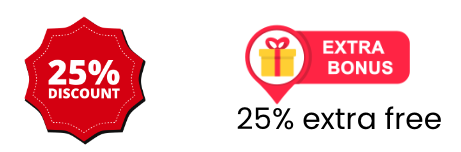 25%
DISCOUNT
EXTRA
BONUS
25% extra free